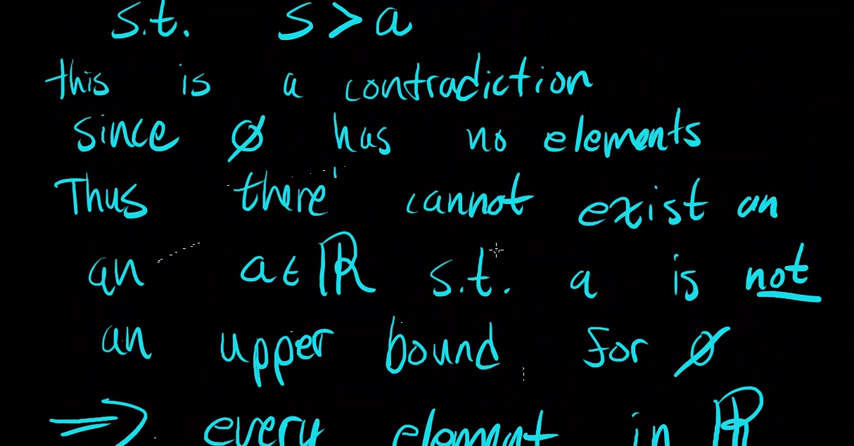 s.t. s > a
this is a contradiction
since ∅ has no elements
Thus there cannot exist an
an a ∈ ℝ s.t. a is not
an upper bound for ∅
⟹ every element in ℝ